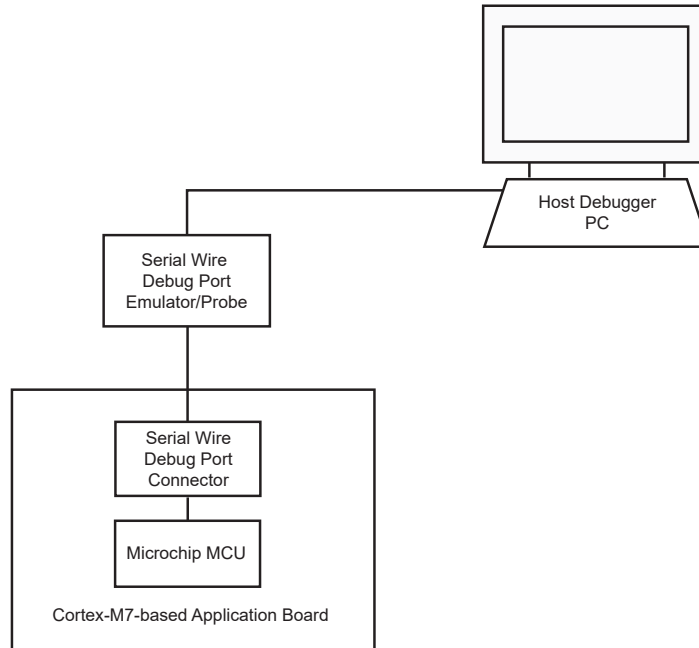 Host Debugger
PC
Serial Wire
Debug Port
Emulator/Probe
Serial Wire
Debug Port
Connector
Microchip MCU
Cortex-M7-based Application Board